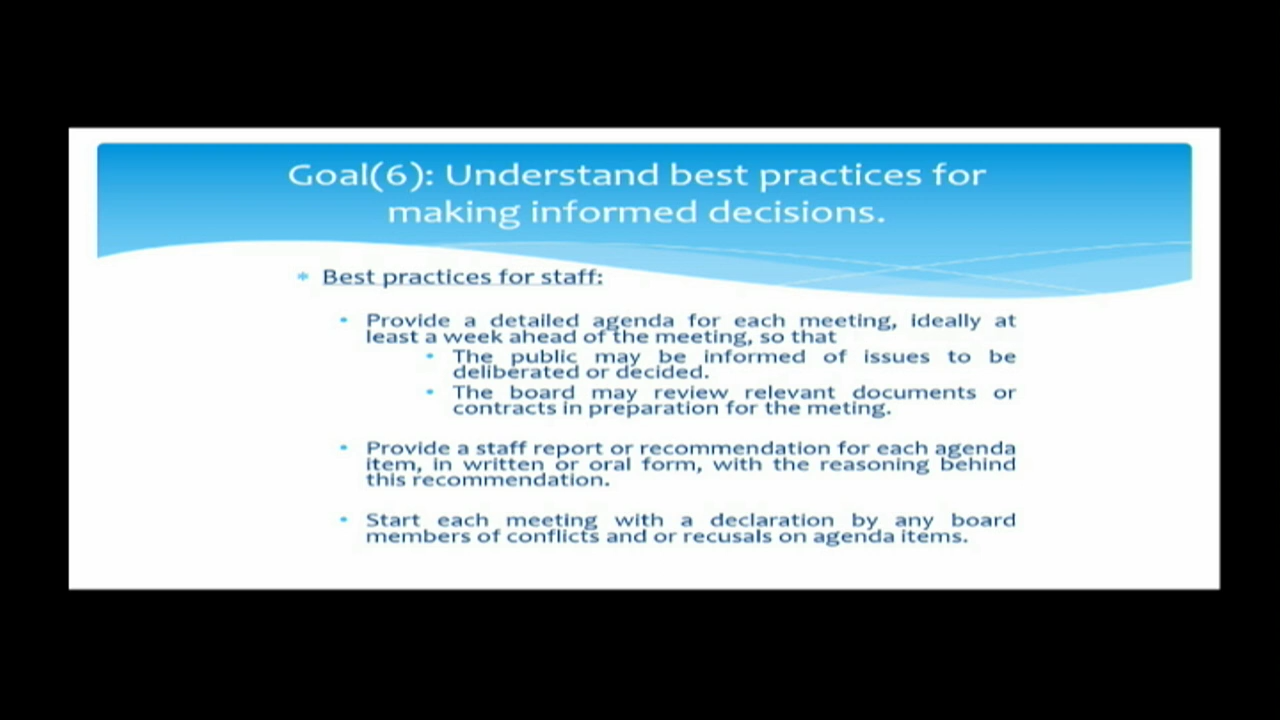 Goal(6): Understand best practices for
making informed decisions.
Best practices for staff:
Provide a detailed agenda for each meeting, ideally at
least a week ahead of the meeting, so that
The public may be informed of issues to be
deliberated or decided.
The board may review relevant documents or
contracts in preparation for the meting.
Provide a staff report or recommendation for each agenda
item, in written or oral form, with the reasoning behind
this recommendation.
Start each meeting with a declaration by any board
members of conflicts and or recusals on agenda items.